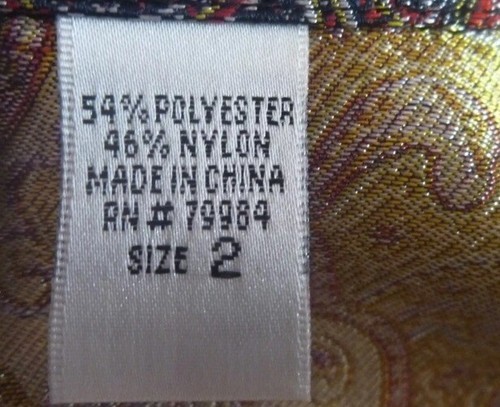 54% POLYESTER
46% NYLON
MADE IN CHINA
RN # 79984
SIZE 2